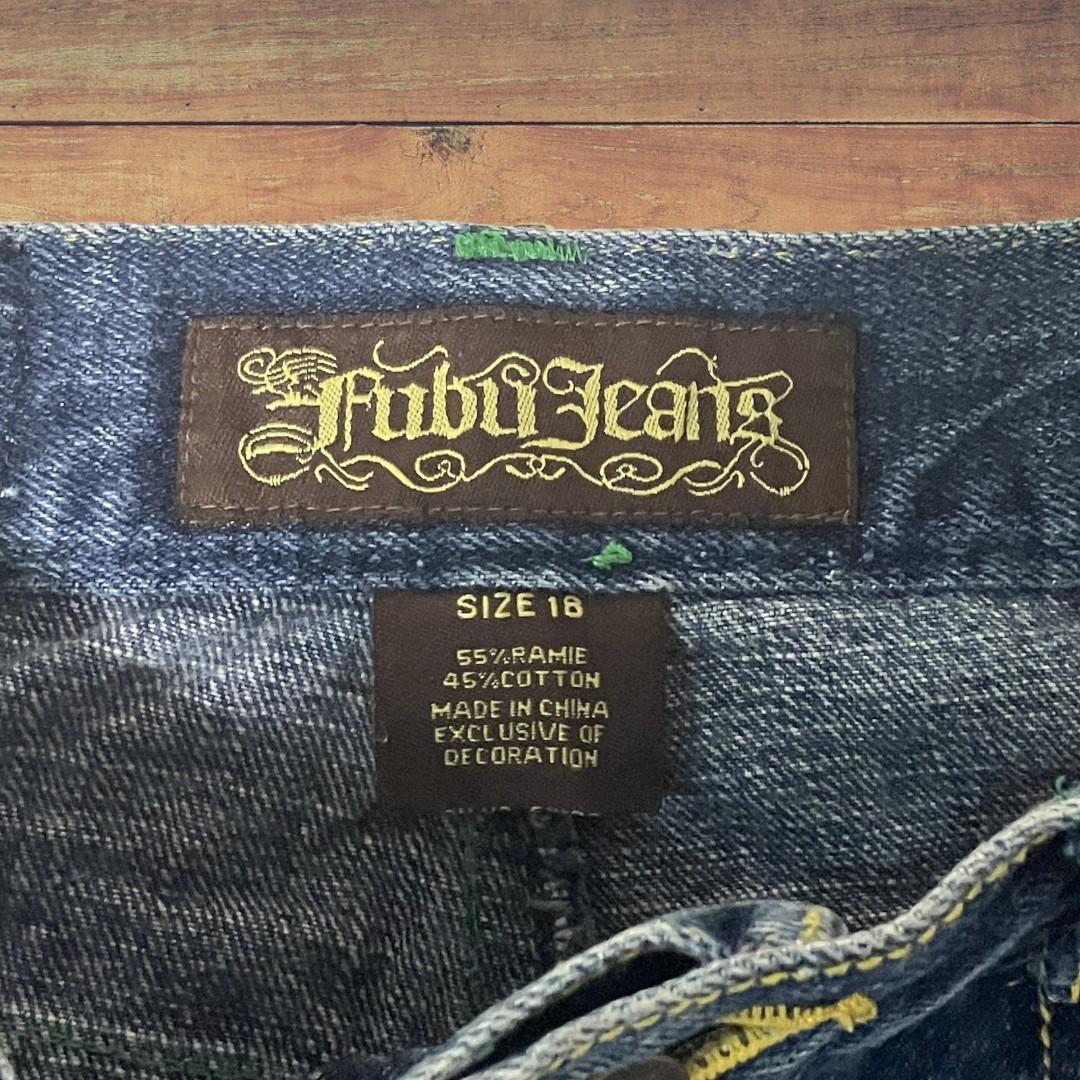 Fubu Jeans
SIZE 18
55%RAMIE
45%COTTON
MADE IN CHINA
EXCLUSIVE OF
DECORATION